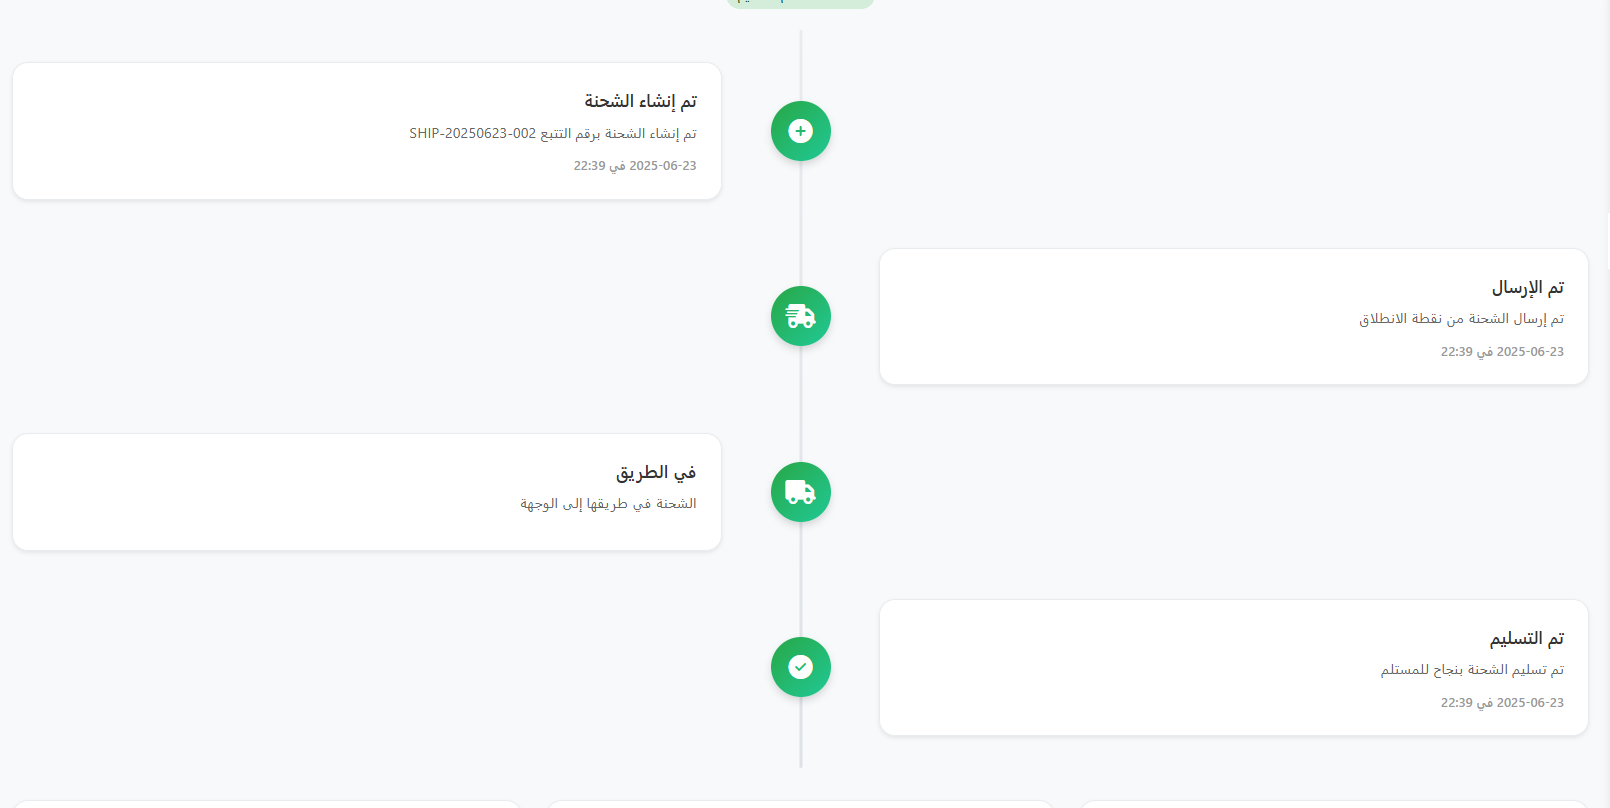 تم إنشاء الشحنة
تم إنشاء الشحنة برقم التتبع SHIP-20250623-002
2025-06-23 في 22:39
تم الإرسال
تم إرسال الشحنة من نقطة الانطلاق
2025-06-23 في 22:39
في الطريق
الشحنة في طريقها إلى الوجهة
تم التسليم
تم تسليم الشحنة بنجاح للمستلم
2025-06-23 في 22:39